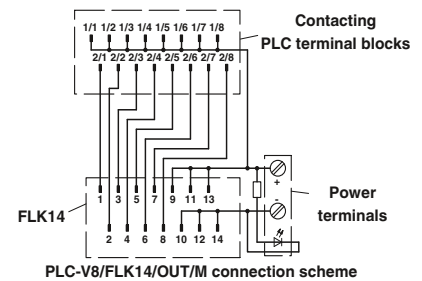 Contacting
PLC terminal blocks
1/1 1/2 1/3 1/4 1/5 1/6 1/7 1/8
2/1 2/2 2/3 2/4 2/5 2/6 2/7 2/8
1 3 5 7 9 11 13
2 4 6 8 10 12 14
FLK14
+
-
Power
terminals
PLC-V8/FLK14/OUT/M connection scheme